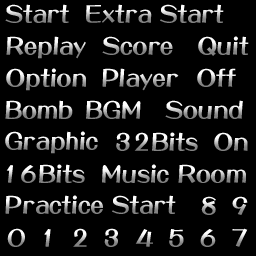 Start Extra Start
Replay Score Quit
Option Player Off
Bomb BGM Sound
Graphic 32Bits On
16Bits Music Room
Practice Start 8 9
0 1 2 3 4 5 6 7